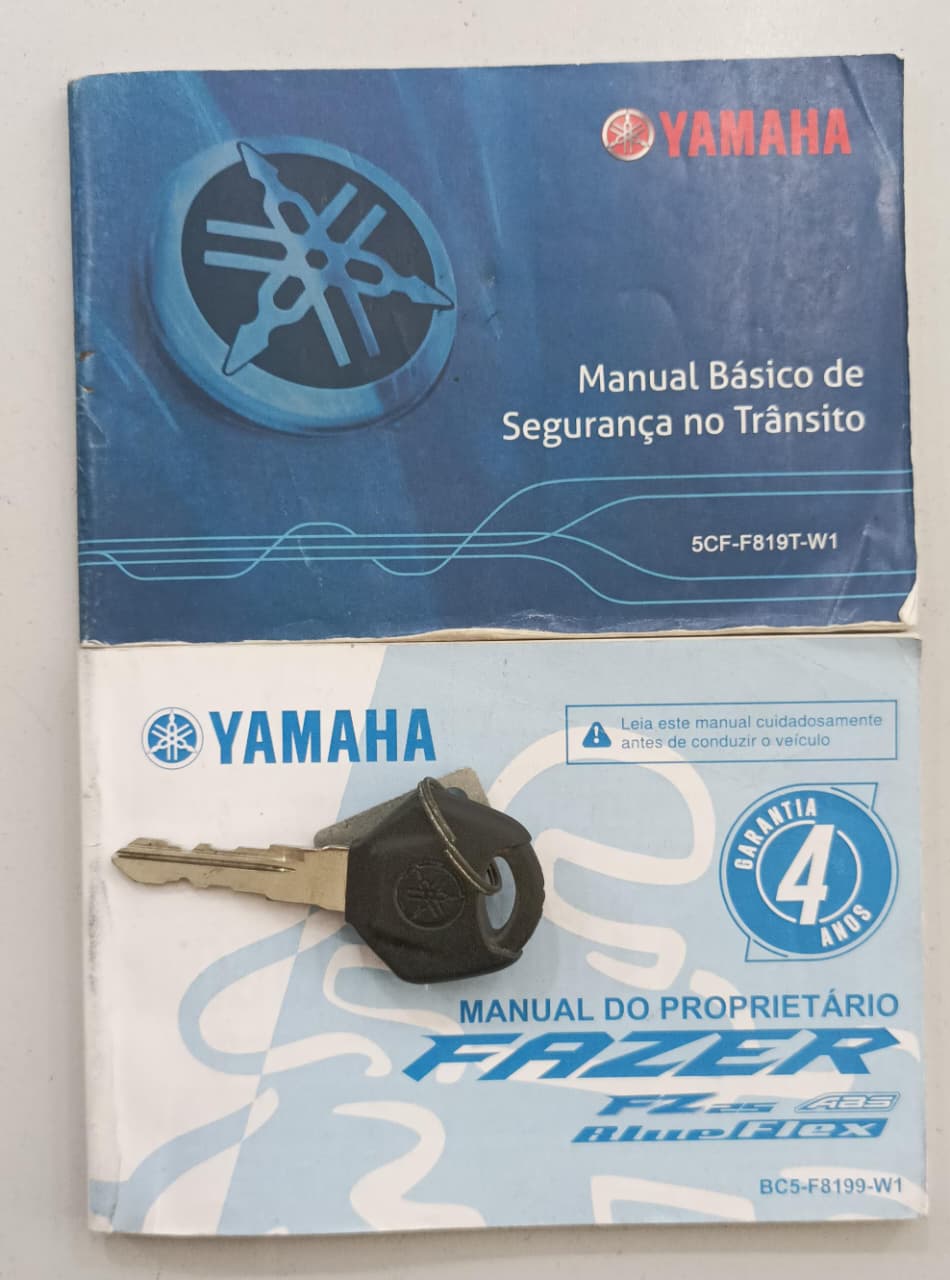 YAMAHA
Manual Básico de
Segurança no Trânsito
5CF-F819T-W1
YAMAHA
Leia este manual cuidadosamente
antes de conduzir o veículo
GARANTIA
4
ANOS
MANUAL DO PROPRIETÁRIO
FAZER
FZ25 ABS
BlueFlex
BC5-F8199-W1